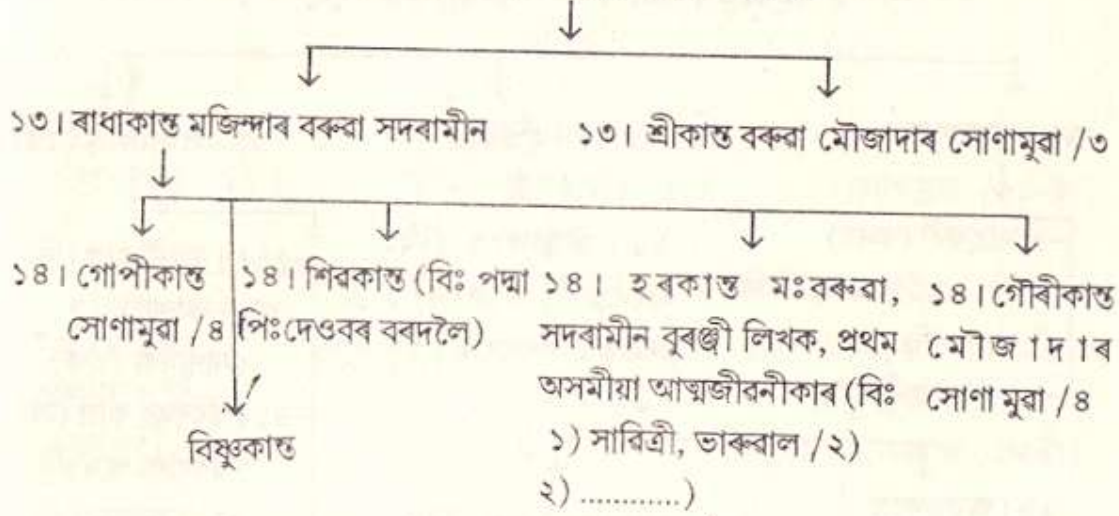 ১৩। ৰাধাকান্ত মজিন্দাৰ বৰুৱা সদৰামীন
১৩। শ্ৰীকান্ত বৰুৱা মৌজাদাৰ সোণামুৱা /৩
১৪। গোপীকান্ত
সোণামুৱা /৪
১৪। শিৱকান্ত (বিঃ পদ্মা
পিঃদেওবৰ বৰদলৈ)
১৪। হৰকান্ত মঃবৰুৱা,
সদৰামীন বুৰঞ্জী লিখক, প্ৰথম
অসমীয়া আত্মজীৱনীকাৰ (বিঃ
১) সাৱিত্ৰী, ভাৰুৱাল /২)
২) ............)
১৪। গৌৰীকান্ত
মৌজাদাৰ
সোণামুৱা /৪
বিষ্ণুকান্ত